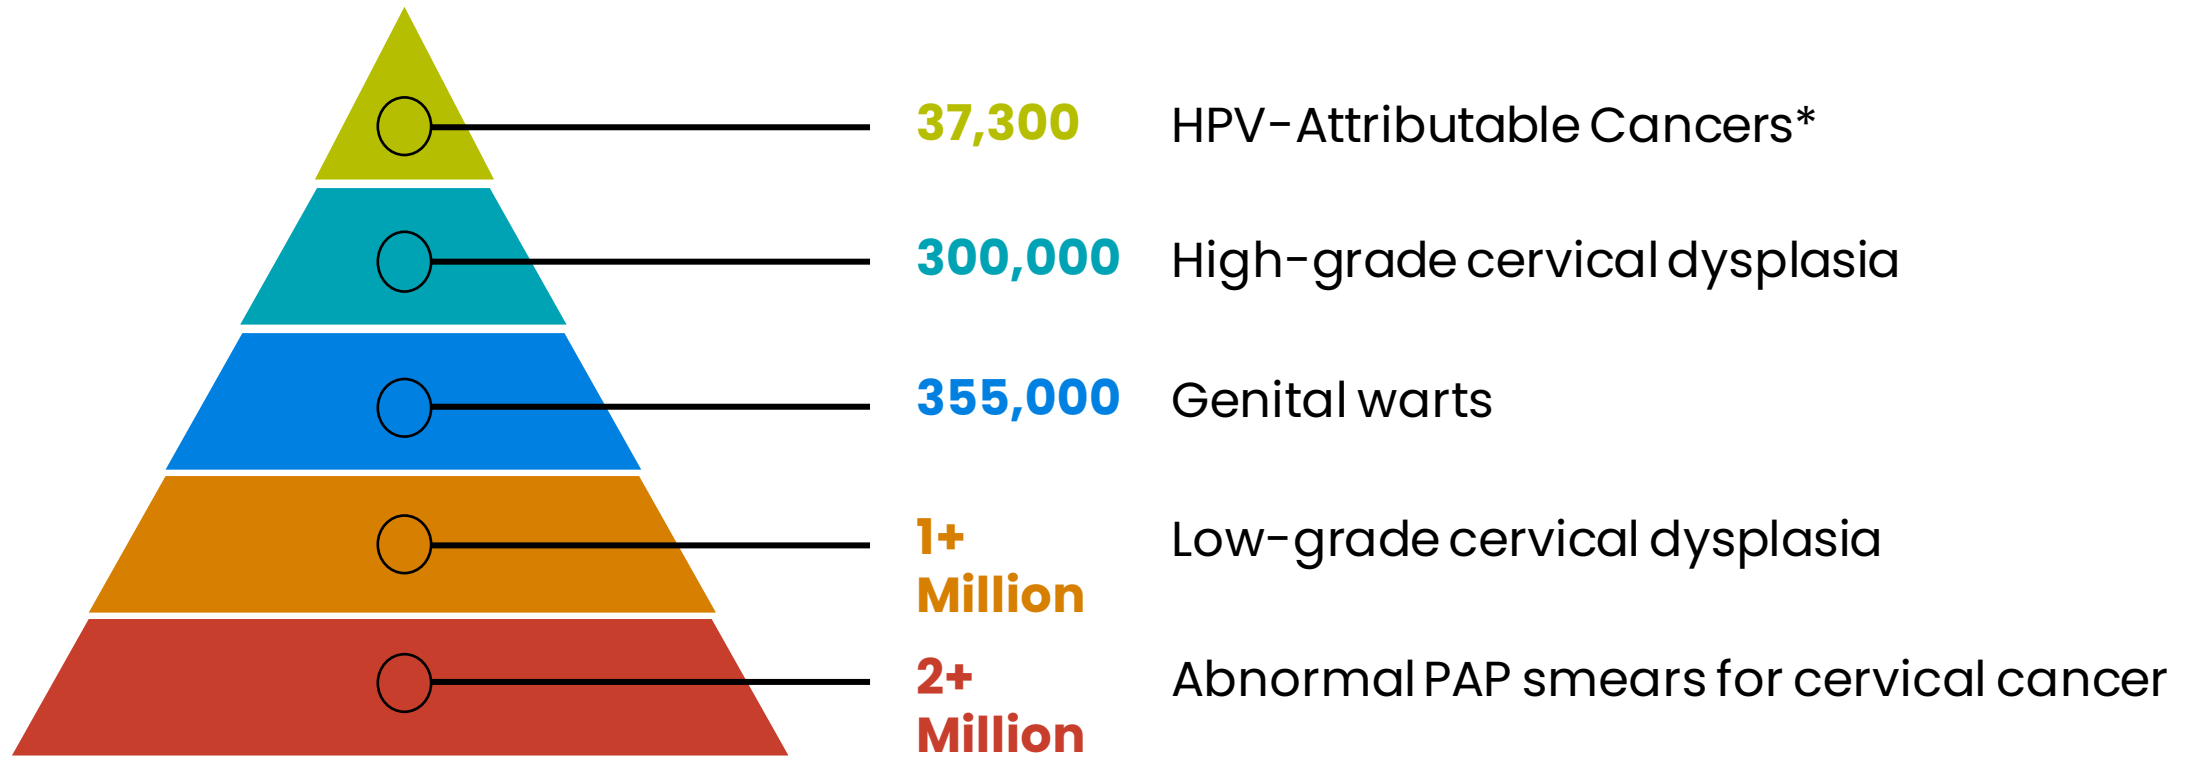 37,300 HPV-Attributable Cancers*
300,000 High-grade cervical dysplasia
355,000 Genital warts
1+ Low-grade cervical dysplasia
Million
2+ Abnormal PAP smears for cervical cancer
Million